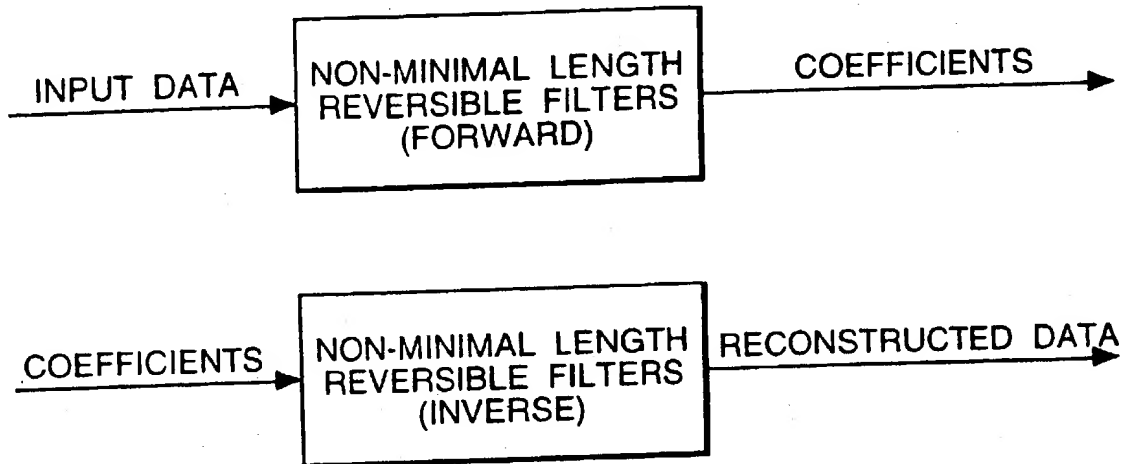 INPUT DATA
NON-MINIMAL LENGTH
REVERSIBLE FILTERS
(FORWARD)
COEFFICIENTS
COEFFICIENTS
NON-MINIMAL LENGTH
REVERSIBLE FILTERS
(INVERSE)
RECONSTRUCTED DATA